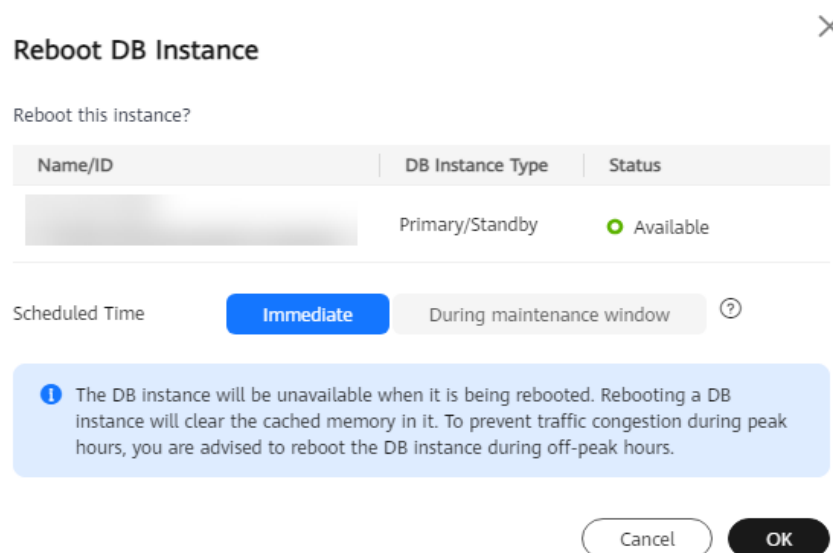 Reboot DB Instance
Reboot this instance?
Name/ID DB Instance Type Status
Primary/Standby Available
Scheduled Time Immediate During maintenance window ?
The DB instance will be unavailable when it is being rebooted. Rebooting a DB
instance will clear the cached memory in it. To prevent traffic congestion during peak
hours, you are advised to reboot the DB instance during off-peak hours.
Cancel OK